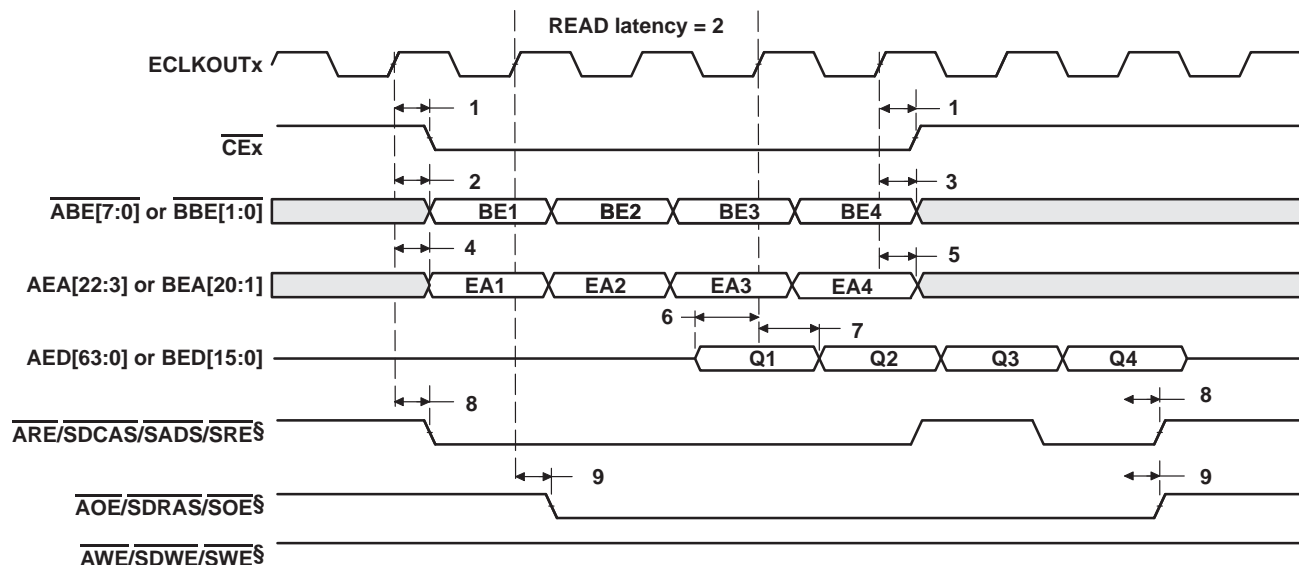 READ latency = 2
ECLKOUTx
1 1
CEx
2 3
ABE[7:0] or BBE[1:0] BE1 BE2 BE3 BE4
4 5
AEA[22:3] or BEA[20:1] EA1 EA2 EA3 EA4
6 7
AED[63:0] or BED[15:0] Q1 Q2 Q3 Q4
8 8
ARE/SDCAS/SADS/SRE§
9 9
AOE/SDRAS/SOE§
AWE/SDWE/SWE§